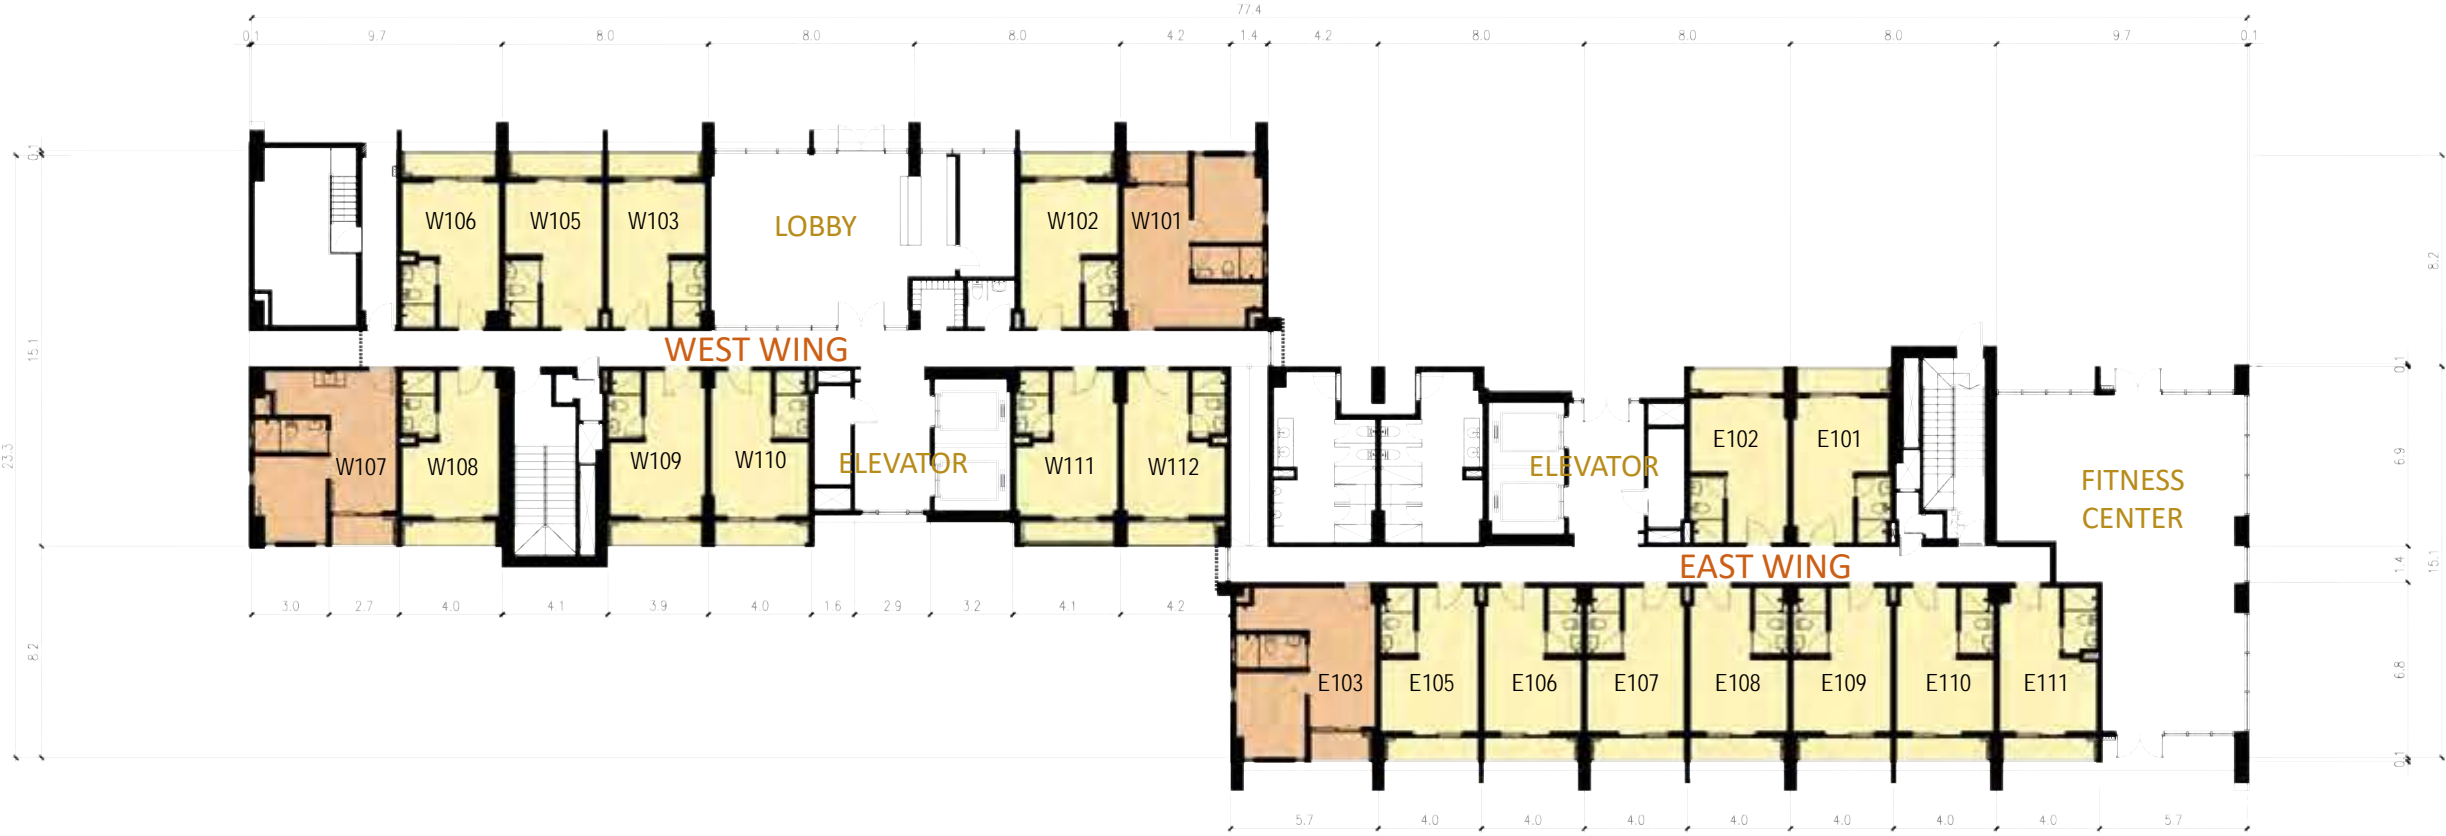 77.4
0.1 9.7 8.0 8.0 8.0 4.2 1.4 4.2 8.0 8.0 8.0 9.7 0.1
0.1
15.1
23.3
8.2
W106 W105 W103 LOBBY W102 W101
WEST WING
W107 W108 W109 W110 ELEVATOR W111 W112
3.0 2.7 4.0 4.1 3.9 4.0 1.6 2.9 3.2 4.1 4.2
ELEVATOR E102 E101
FITNESS
CENTER
EAST WING
E103 E105 E106 E107 E108 E109 E110 E111
5.7 4.0 4.0 4.0 4.0 4.0 4.0 4.0 5.7
8.2
0.1
6.9
1.4
15.1
6.8
0.1